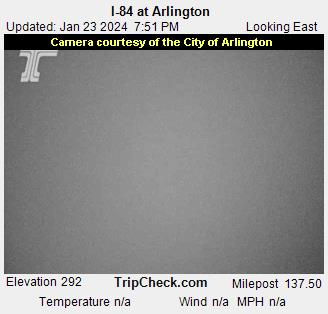 I-84 at Arlington
Updated: Jan 23 2024 7:51 PM Looking East
Camera courtesy of the City of Arlington
Elevation 292 TripCheck.com Milepost 137.50
Temperature n/a Wind n/a MPH n/a